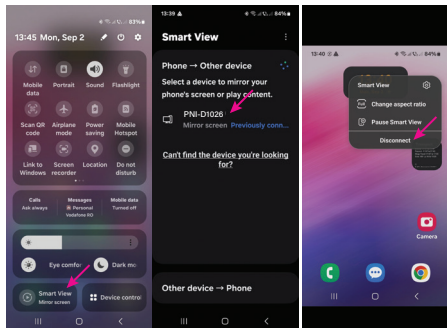 83%
13:45 Mon, Sep 2
Mobile
data
Portrait
Sound
Flashlight
Scan QR
code
Airplane
mode
Power
saving
Mobile
Hotspot
Link to
Windows
Screen
recorder
Location
Do not
disturb
Calls
Ask always
Messages
Personal
Vodafone RO
Mobile data
Turned off
Eye comfor
Dark m
Smart View
Mirror screen
Device control
13:39
84%
Smart View
Phone → Other device
Select a device to mirror your
phone's screen or play content.
PNI-D1026
Mirror screen Previously conn...
Can't find the device you're looking
for?
Other device → Phone
13:40
84%
Smart View
Change aspect ratio
Pause Smart View
Disconnect
Camera